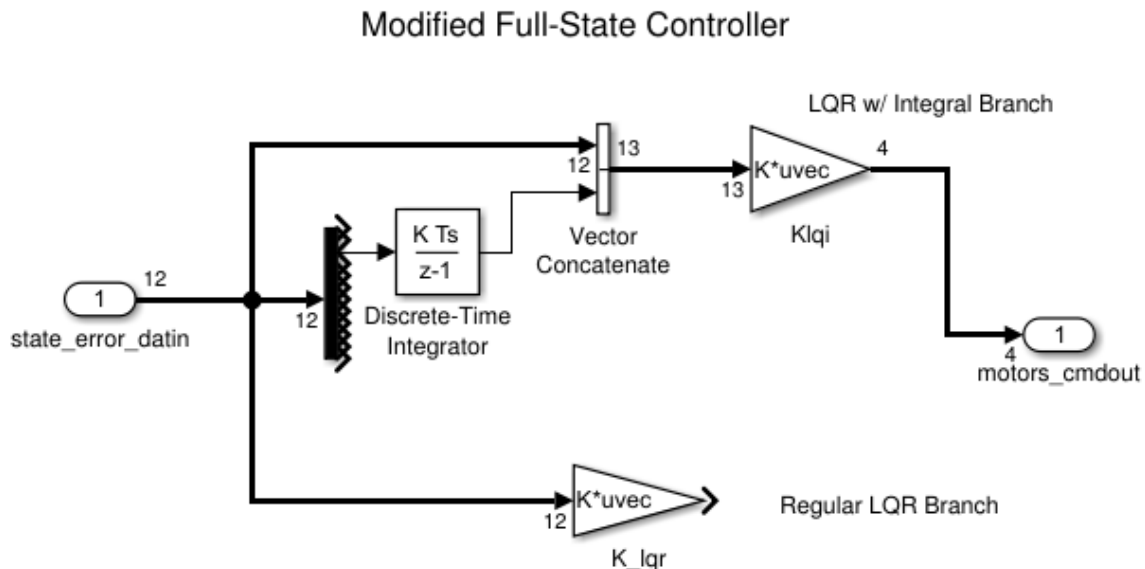 Modified Full-State Controller
LQR w/ Integral Branch
13
4
12
K*uvec
13
Klqi
Vector
Concatenate
K Ts
z-1
Discrete-Time
Integrator
12
1
state_error_datin
12
1
4
motors_cmdout
K*uvec
12
K_lqr
Regular LQR Branch